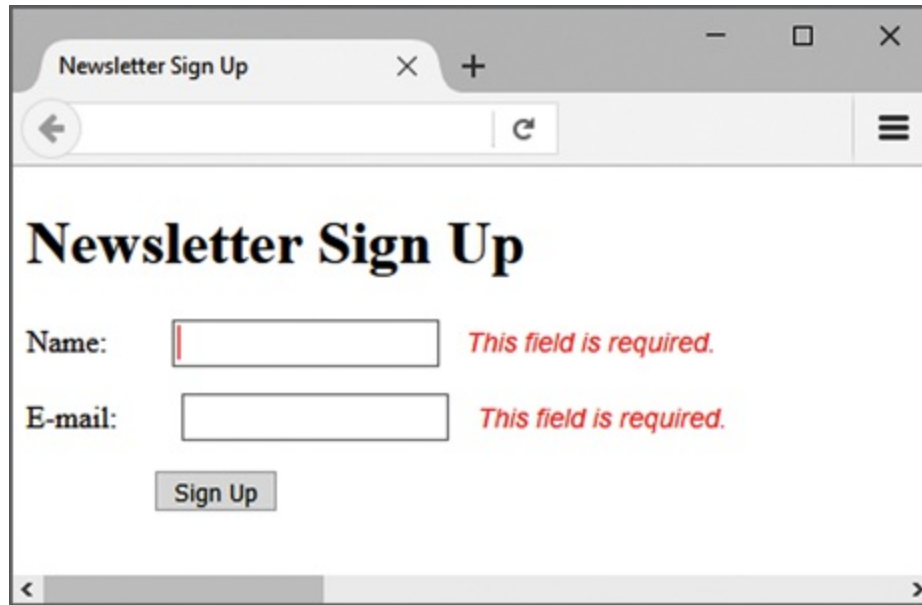 Newsletter Sign Up
Newsletter Sign Up
Name: This field is required.
E-mail: This field is required.
Sign Up